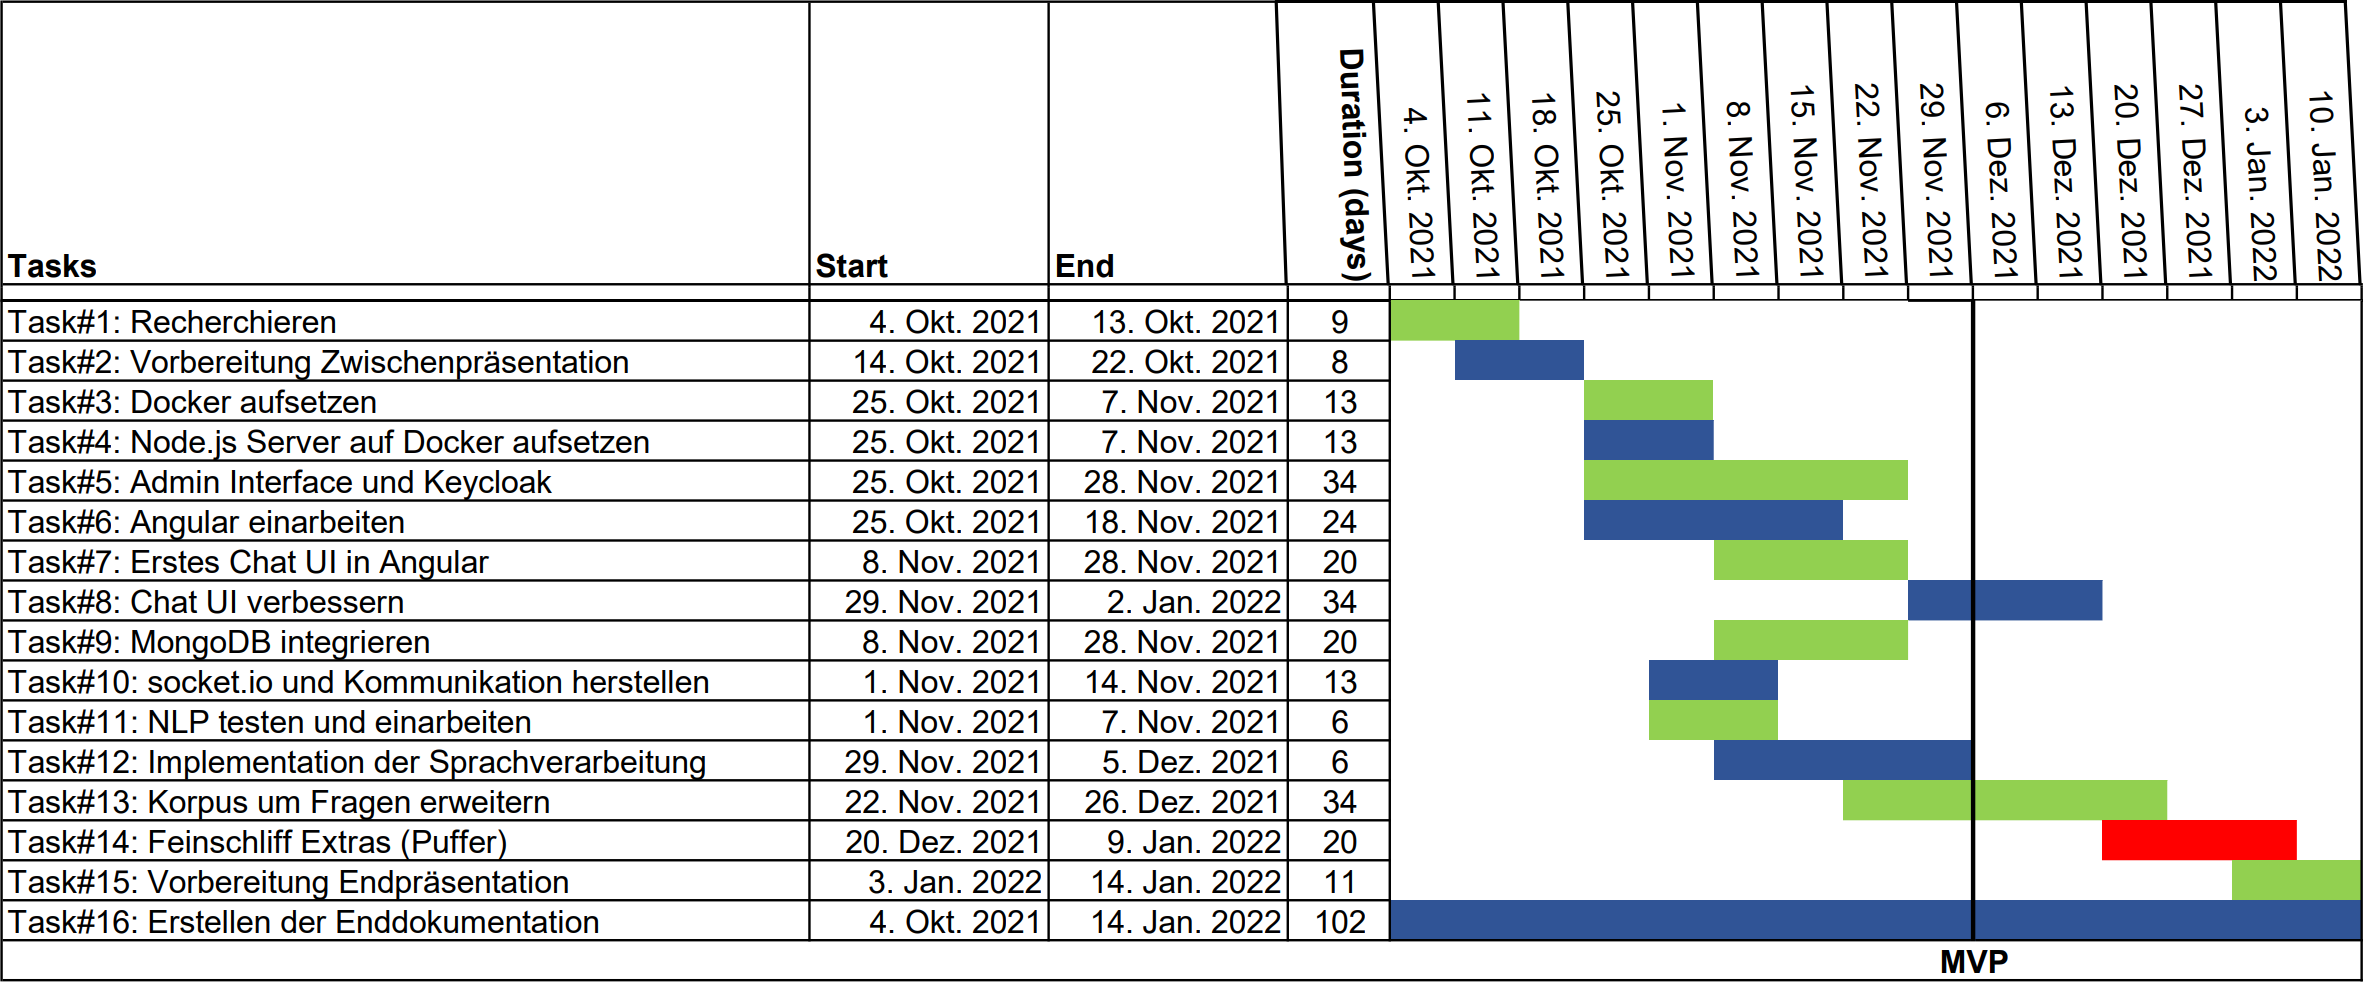 Tasks Start End Duration (days) 4. Okt. 2021 11. Okt. 2021 18. Okt. 2021 25. Okt. 2021 1. Nov. 2021 8. Nov. 2021 15. Nov. 2021 22. Nov. 2021 29. Nov. 2021 6. Dez. 2021 13. Dez. 2021 20. Dez. 2021 27. Dez. 2021 3. Jan. 2022 10. Jan. 2022
Task#1: Recherchieren 4. Okt. 2021 13. Okt. 2021 9
Task#2: Vorbereitung Zwischenpräsentation 14. Okt. 2021 22. Okt. 2021 8
Task#3: Docker aufsetzen 25. Okt. 2021 7. Nov. 2021 13
Task#4: Node.js Server auf Docker aufsetzen 25. Okt. 2021 7. Nov. 2021 13
Task#5: Admin Interface und Keycloak 25. Okt. 2021 28. Nov. 2021 34
Task#6: Angular einarbeiten 25. Okt. 2021 18. Nov. 2021 24
Task#7: Erstes Chat UI in Angular 8. Nov. 2021 28. Nov. 2021 20
Task#8: Chat UI verbessern 29. Nov. 2021 2. Jan. 2022 34
Task#9: MongoDB integrieren 8. Nov. 2021 28. Nov. 2021 20
Task#10: socket.io und Kommunikation herstellen 1. Nov. 2021 14. Nov. 2021 13
Task#11: NLP testen und einarbeiten 1. Nov. 2021 7. Nov. 2021 6
Task#12: Implementation der Sprachverarbeitung 29. Nov. 2021 5. Dez. 2021 6
Task#13: Korpus um Fragen erweitern 22. Nov. 2021 26. Dez. 2021 34
Task#14: Feinschliff Extras (Puffer) 20. Dez. 2021 9. Jan. 2022 20
Task#15: Vorbereitung Endpräsentation 3. Jan. 2022 14. Jan. 2022 11
Task#16: Erstellen der Enddokumentation 4. Okt. 2021 14. Jan. 2022 102
MVP